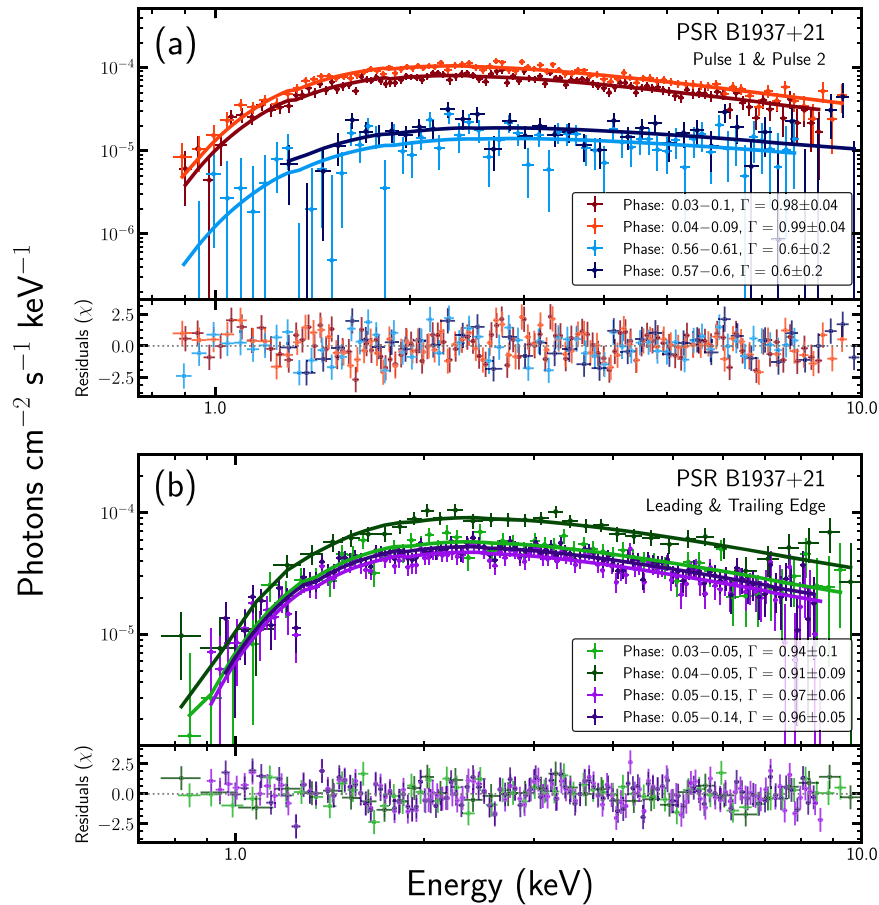 (a)
PSR B1937+21
Pulse 1 & Pulse 2
10⁻⁴
10⁻⁵
10⁻⁶
Phase: 0.03−0.1, Γ = 0.98±0.04
Phase: 0.04−0.09, Γ = 0.99±0.04
Phase: 0.56−0.61, Γ = 0.6±0.2
Phase: 0.57−0.6, Γ = 0.6±0.2
Residuals (χ)
2.5
0.0
−2.5
1.0
10.0
Photons cm⁻² s⁻¹ keV⁻¹
(b)
PSR B1937+21
Leading & Trailing Edge
10⁻⁴
10⁻⁵
Phase: 0.03−0.05, Γ = 0.94±0.1
Phase: 0.04−0.05, Γ = 0.91±0.09
Phase: 0.05−0.15, Γ = 0.97±0.06
Phase: 0.05−0.14, Γ = 0.96±0.05
Residuals (χ)
2.5
0.0
−2.5
1.0
10.0
Energy (keV)